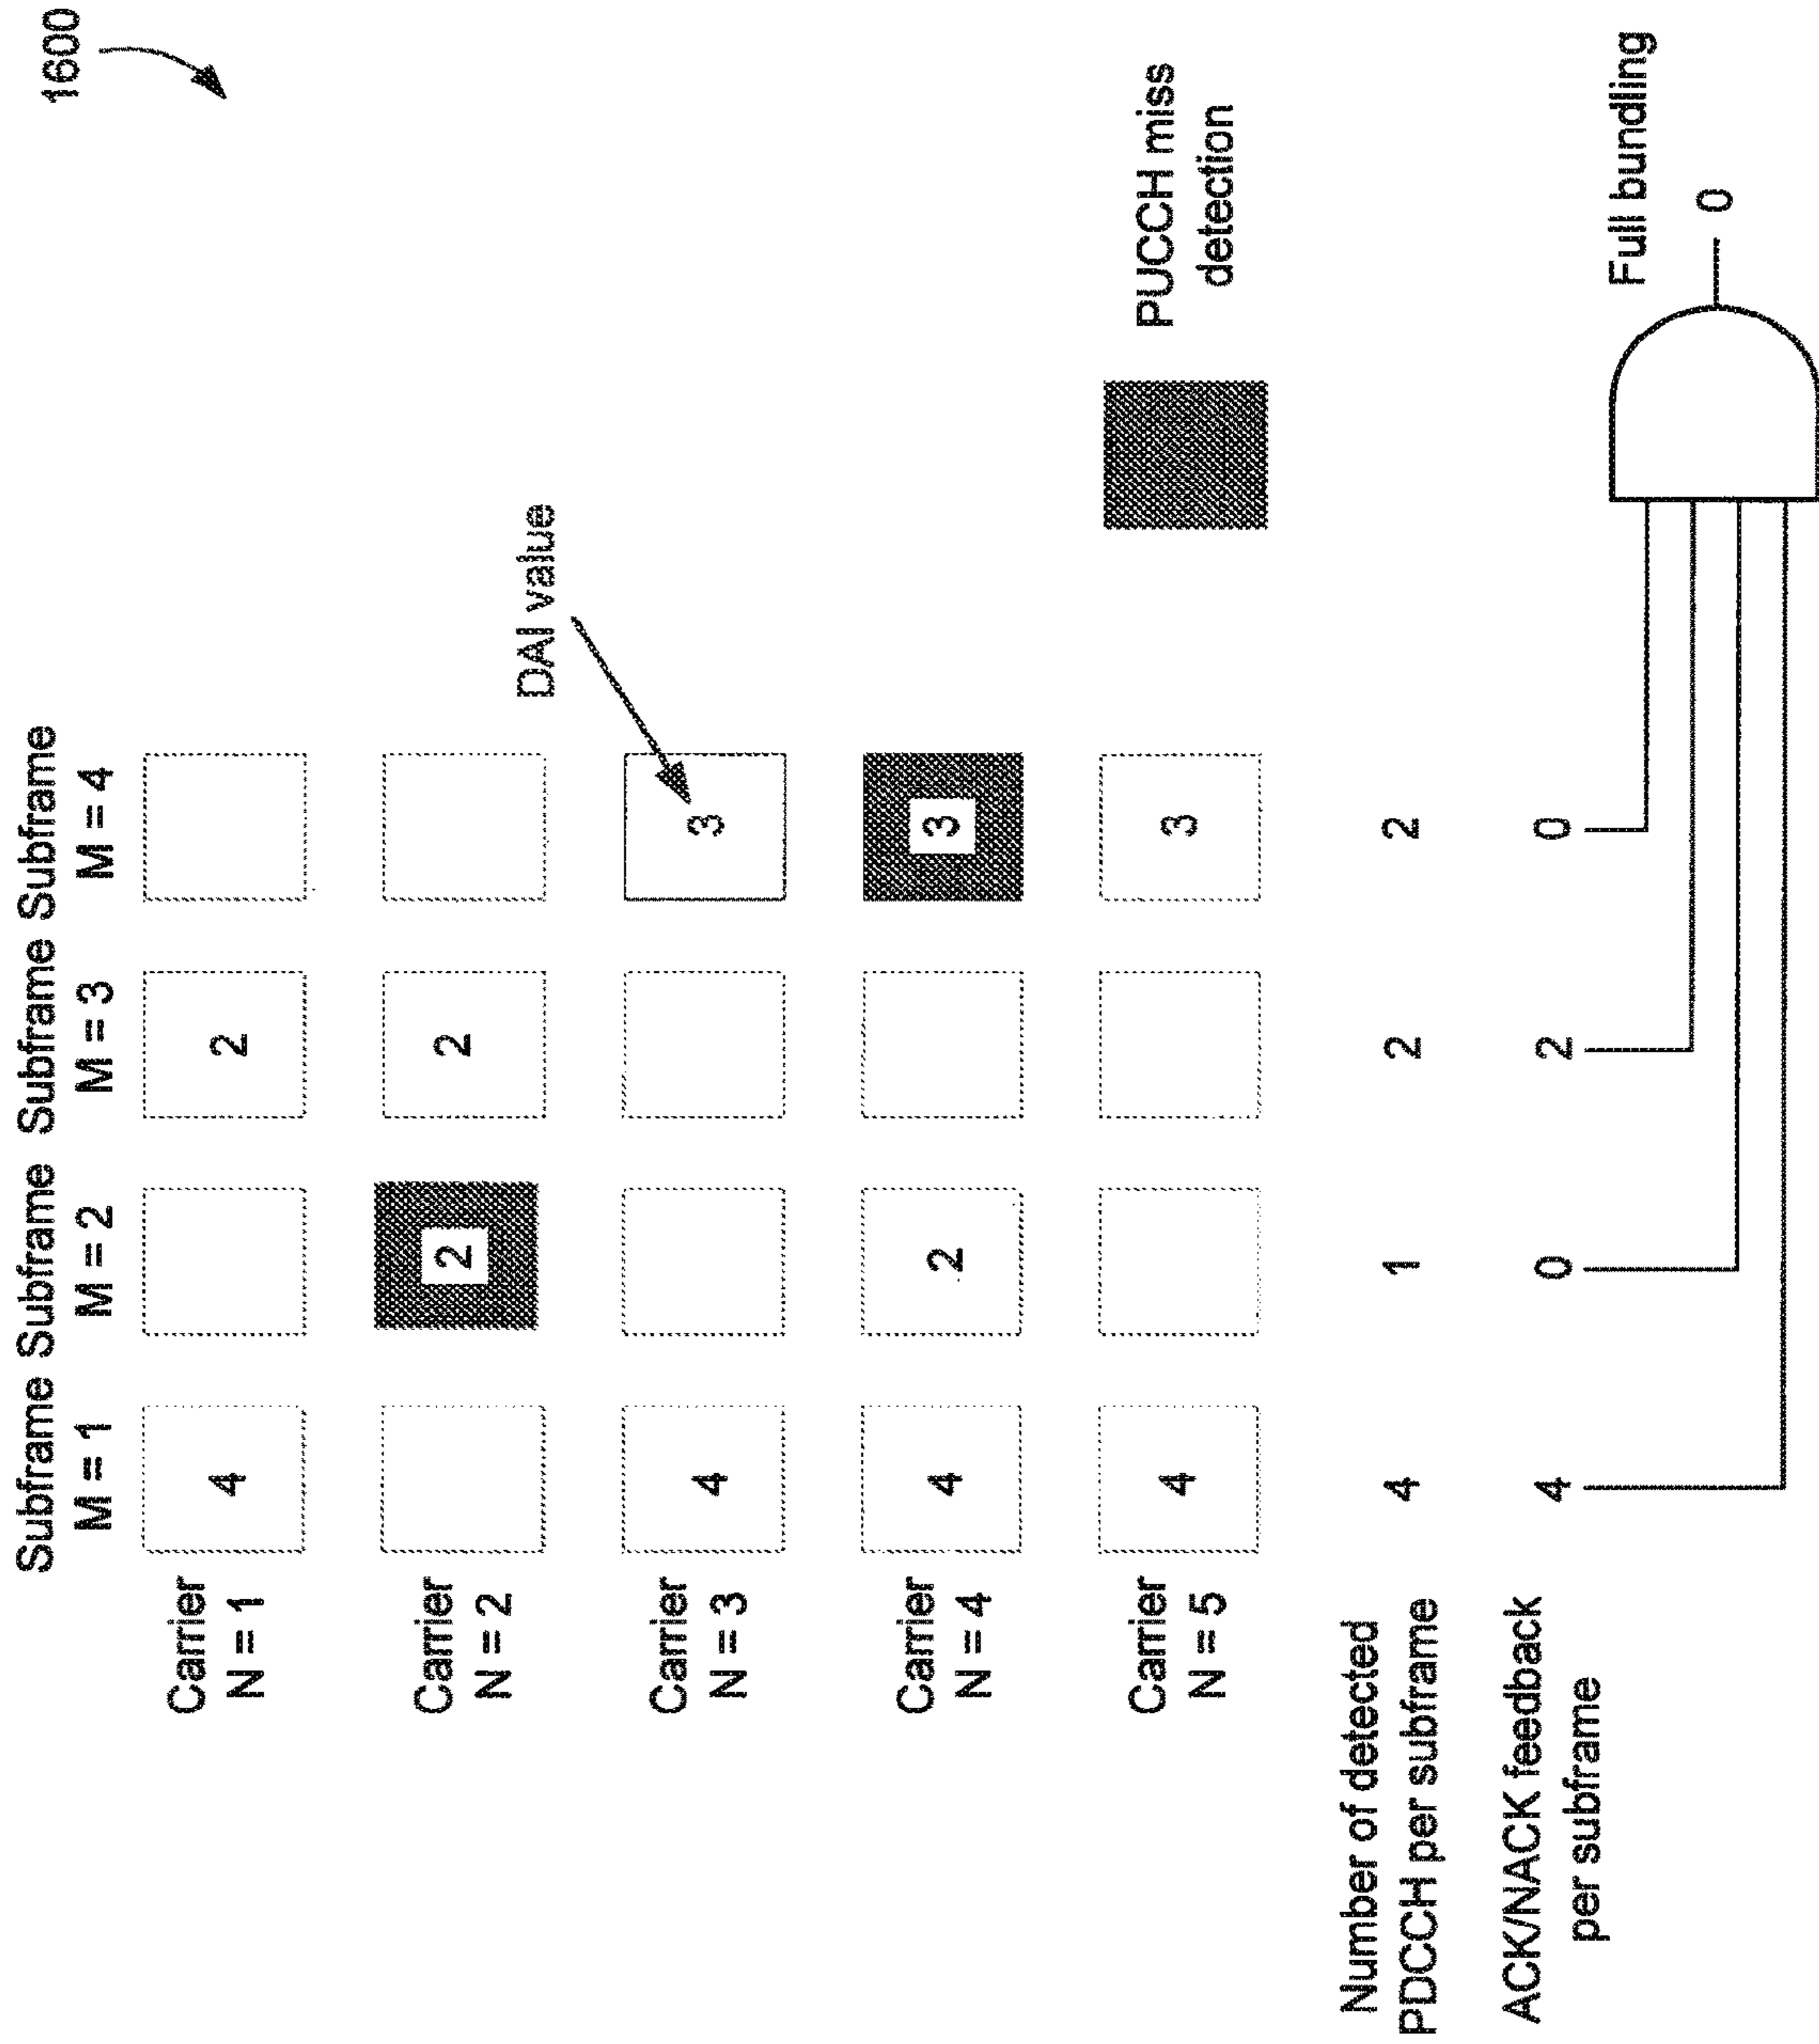 1600
Subframe Subframe Subframe Subframe
M = 1 M = 2 M = 3 M = 4
Carrier
N = 1
4 2
Carrier
N = 2
2 2
DAI value
Carrier
N = 3
4 3
Carrier
N = 4
4 2 3
Carrier
N = 5
4 3
PUCCH miss
detection
Number of detected
PDCCH per subframe
4 1 2 2
ACK/NACK feedback
per subframe
4 0 2 0
Full bundling
0